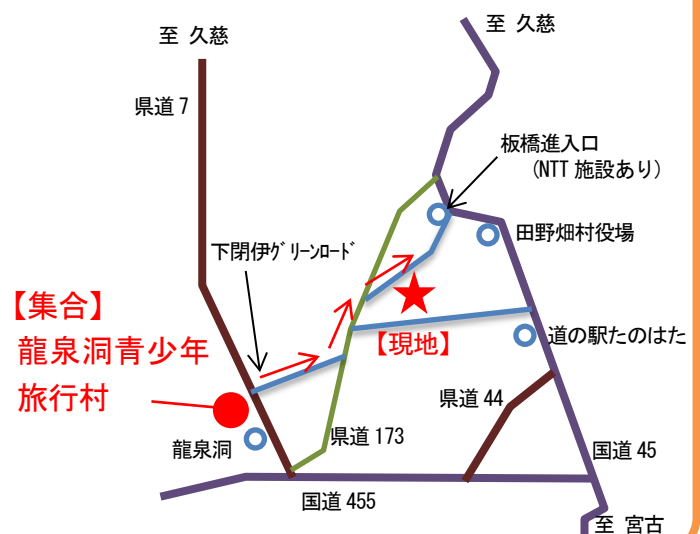 至 久慈
至 久慈
県道 7
板橋進入口
(NTT 施設あり)
田野畑村役場
下閉伊ｸﾞﾘｰﾝﾛｰﾄﾞ
【集合】
龍泉洞青少年
旅行村
【現地】
道の駅たのはた
県道 44
龍泉洞
県道 173
国道 45
国道 455
至 宮古